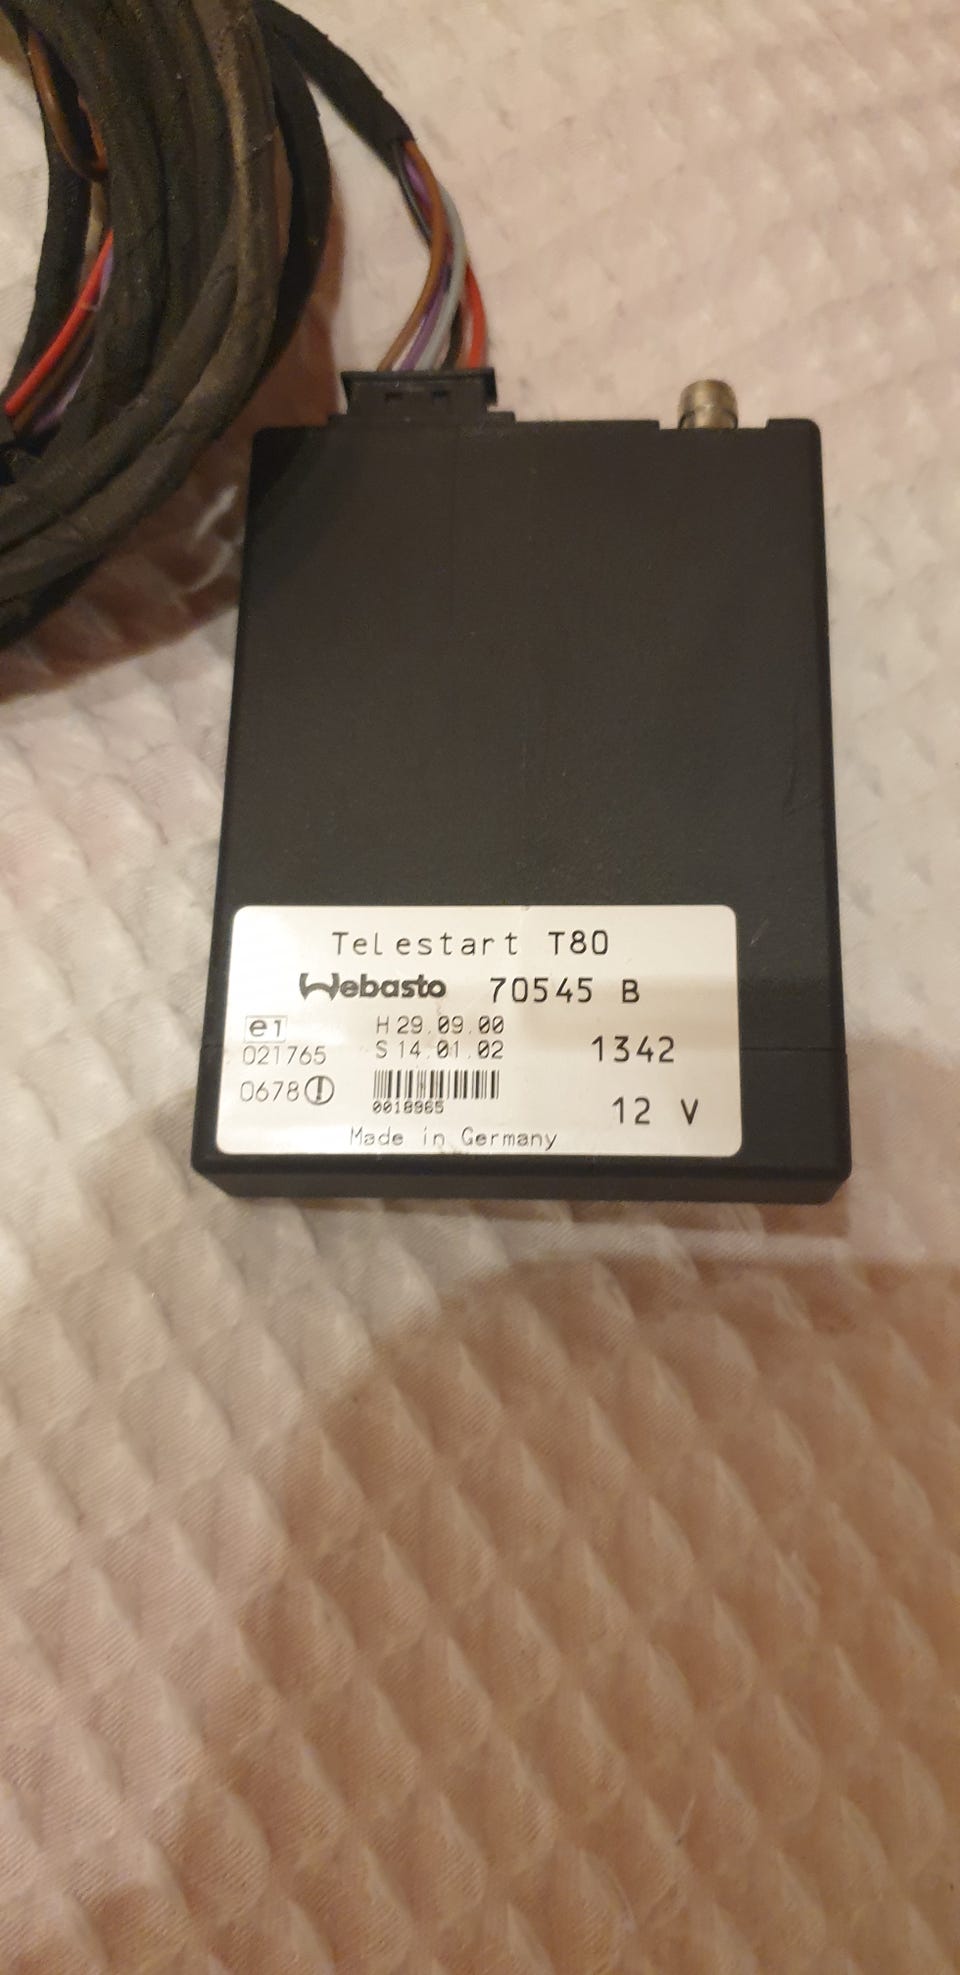 Telestart T80
Webasto 70545 B
e1 H 29.09.00
021765 S 14.01.02 1342
0678
0018965
12 V
Made in Germany